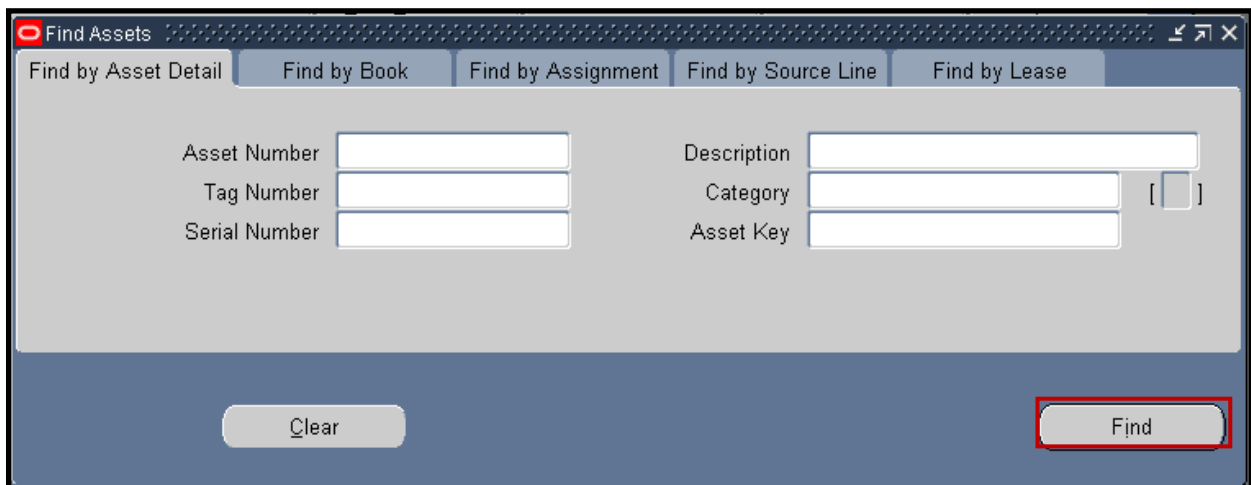 Find Assets
Find by Asset Detail Find by Book Find by Assignment Find by Source Line Find by Lease
Asset Number Description
Tag Number Category [ ]
Serial Number Asset Key
Clear Find